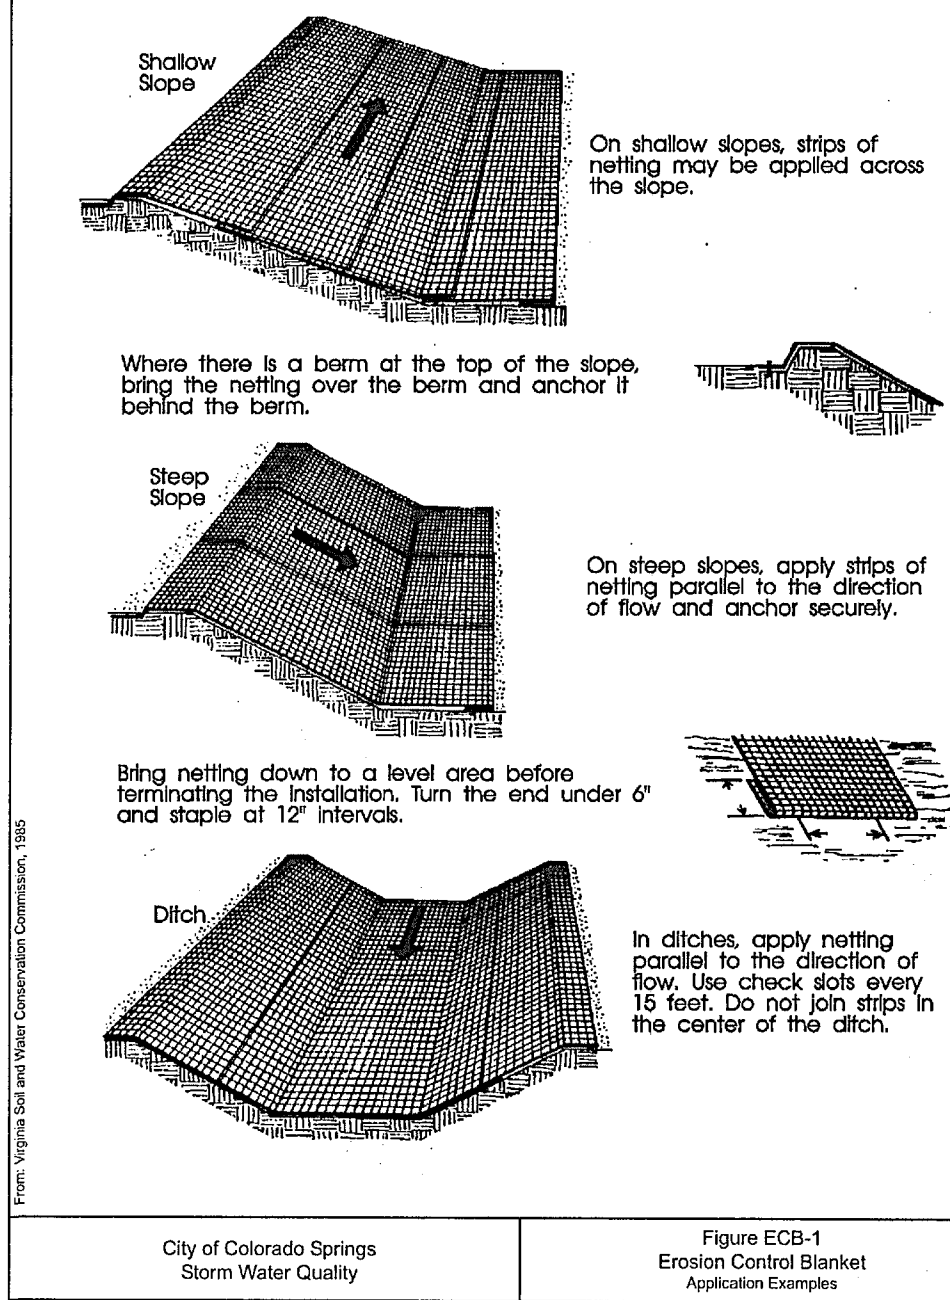 Shallow
Slope
On shallow slopes, strips of
netting may be applied across
the slope.
Where there is a berm at the top of the slope,
bring the netting over the berm and anchor it
behind the berm.
Steep
Slope
On steep slopes, apply strips of
netting parallel to the direction
of flow and anchor securely.
Bring netting down to a level area before
terminating the installation. Turn the end under 6"
and staple at 12" intervals.
Ditch
In ditches, apply netting
parallel to the direction of
flow. Use check slots every
15 feet. Do not join strips in
the center of the ditch.
From: Virginia Soil and Water Conservation Commission, 1985
City of Colorado Springs
Storm Water Quality
Figure ECB-1
Erosion Control Blanket
Application Examples